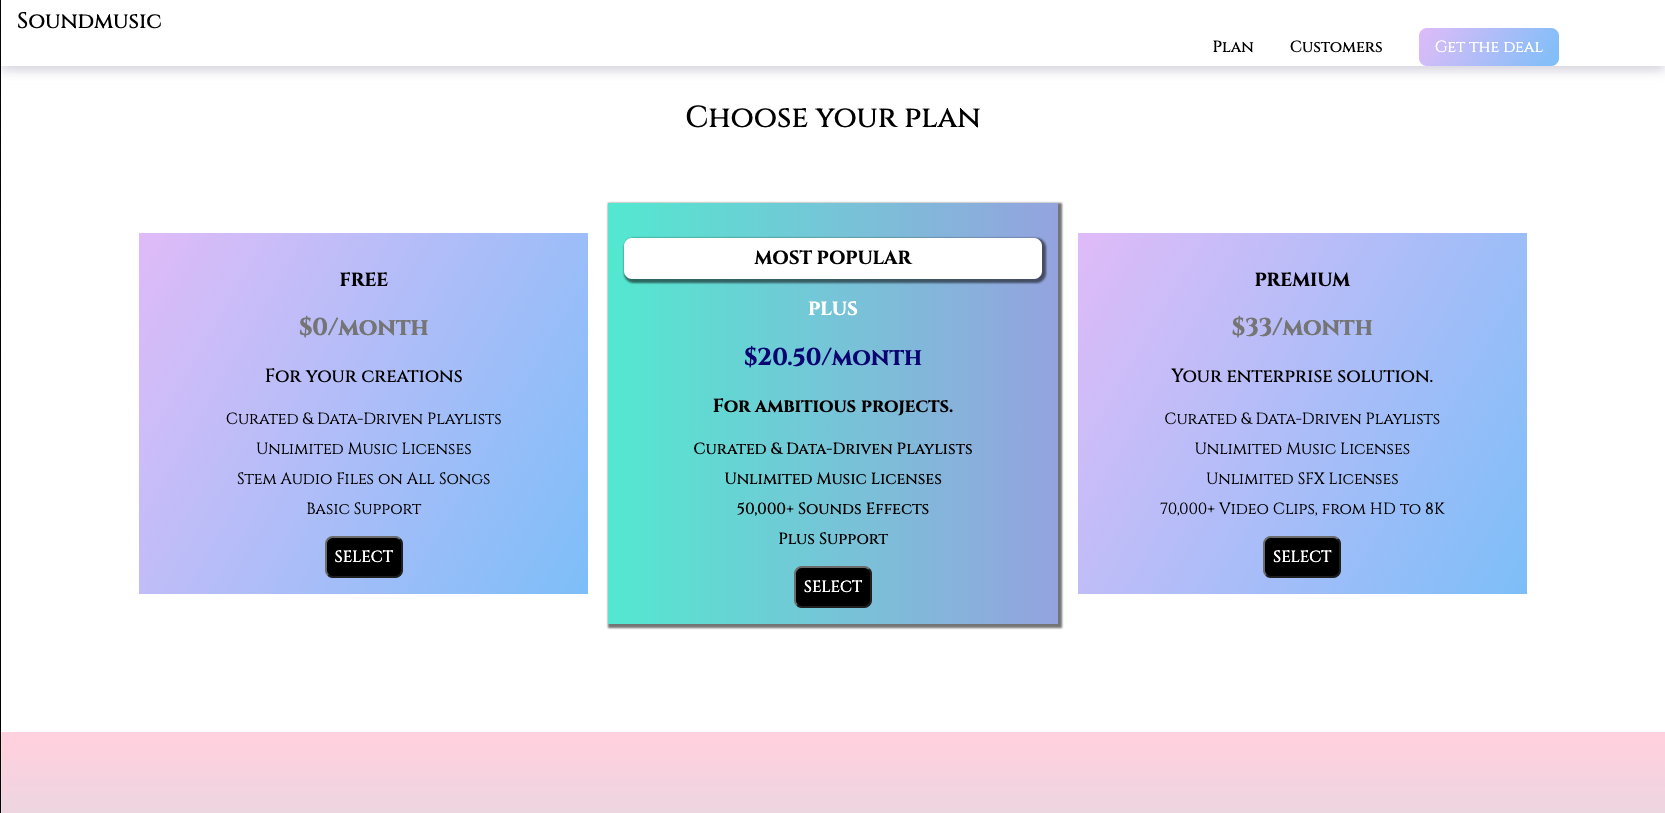 Soundmusic
Plan
Customers
Get the deal
Choose your plan
FREE
$0/month
For your creations
Curated & Data-Driven Playlists
Unlimited Music Licenses
Stem Audio Files on All Songs
Basic Support
SELECT
MOST POPULAR
PLUS
$20.50/month
For ambitious projects.
Curated & Data-Driven Playlists
Unlimited Music Licenses
50,000+ Sounds Effects
Plus Support
SELECT
PREMIUM
$33/month
Your enterprise solution.
Curated & Data-Driven Playlists
Unlimited Music Licenses
Unlimited SFX Licenses
70,000+ Video Clips, from HD to 8K
SELECT